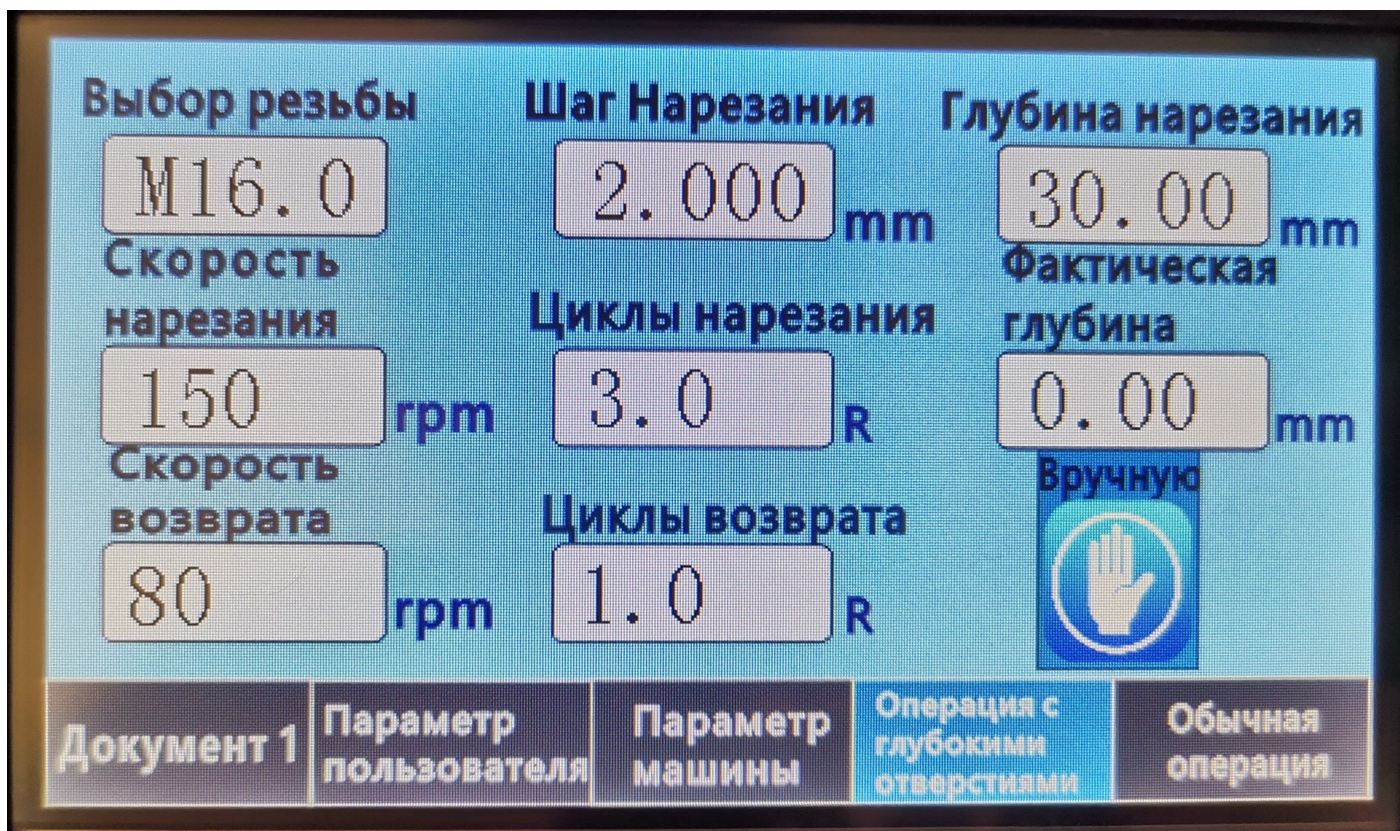 Выбор резьбы
M16.0
Шаг Нарезания
2.000 mm
Глубина нарезания
30.00 mm
Скорость
нарезания
150 rpm
Циклы нарезания
3.0 R
Фактическая
глубина
0.00 mm
Скорость
возврата
80 rpm
Циклы возврата
1.0 R
Вручную
Документ 1
Параметр
пользователя
Параметр
машины
Операция с
глубокими
отверстиями
Обычная
операция